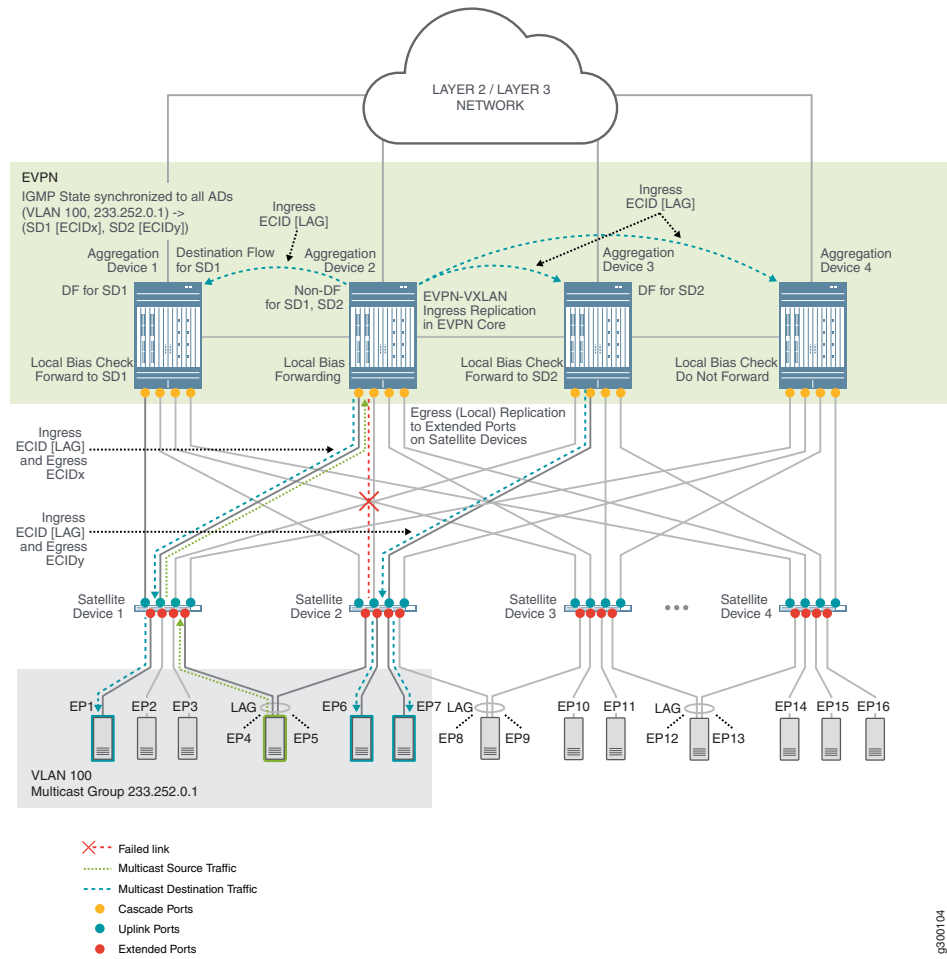 LAYER 2 / LAYER 3
NETWORK
EVPN
IGMP State synchronized to all ADs
(VLAN 100, 233.252.0.1) ->
(SD1 [ECIDx], SD2 [ECIDy])
Ingress
ECID [LAG]
Ingress
ECID [LAG]
Aggregation
Device 1
Destination Flow
for SD1
Aggregation
Device 2
Aggregation
Device 3
Aggregation
Device 4
DF for SD1
Non-DF
for SD1, SD2
EVPN-VXLAN
Ingress Replication
in EVPN Core
DF for SD2
Local Bias Check
Forward to SD1
Local Bias
Forwarding
Local Bias Check
Forward to SD2
Local Bias Check
Do Not Forward
Egress (Local) Replication
to Extended Ports
on Satellite Devices
Ingress
ECID [LAG]
and Egress
ECIDx
Ingress
ECID [LAG]
and Egress
ECIDy
Satellite
Device 1
Satellite
Device 2
Satellite
Device 3
Satellite
Device 4
EP1
EP2
EP3
LAG
EP4
EP5
EP6
EP7
LAG
EP8
EP9
EP10
EP11
LAG
EP12
EP13
EP14
EP15
EP16
VLAN 100
Multicast Group 233.252.0.1
Failed link
Multicast Source Traffic
Multicast Destination Traffic
Cascade Ports
Uplink Ports
Extended Ports
g300104